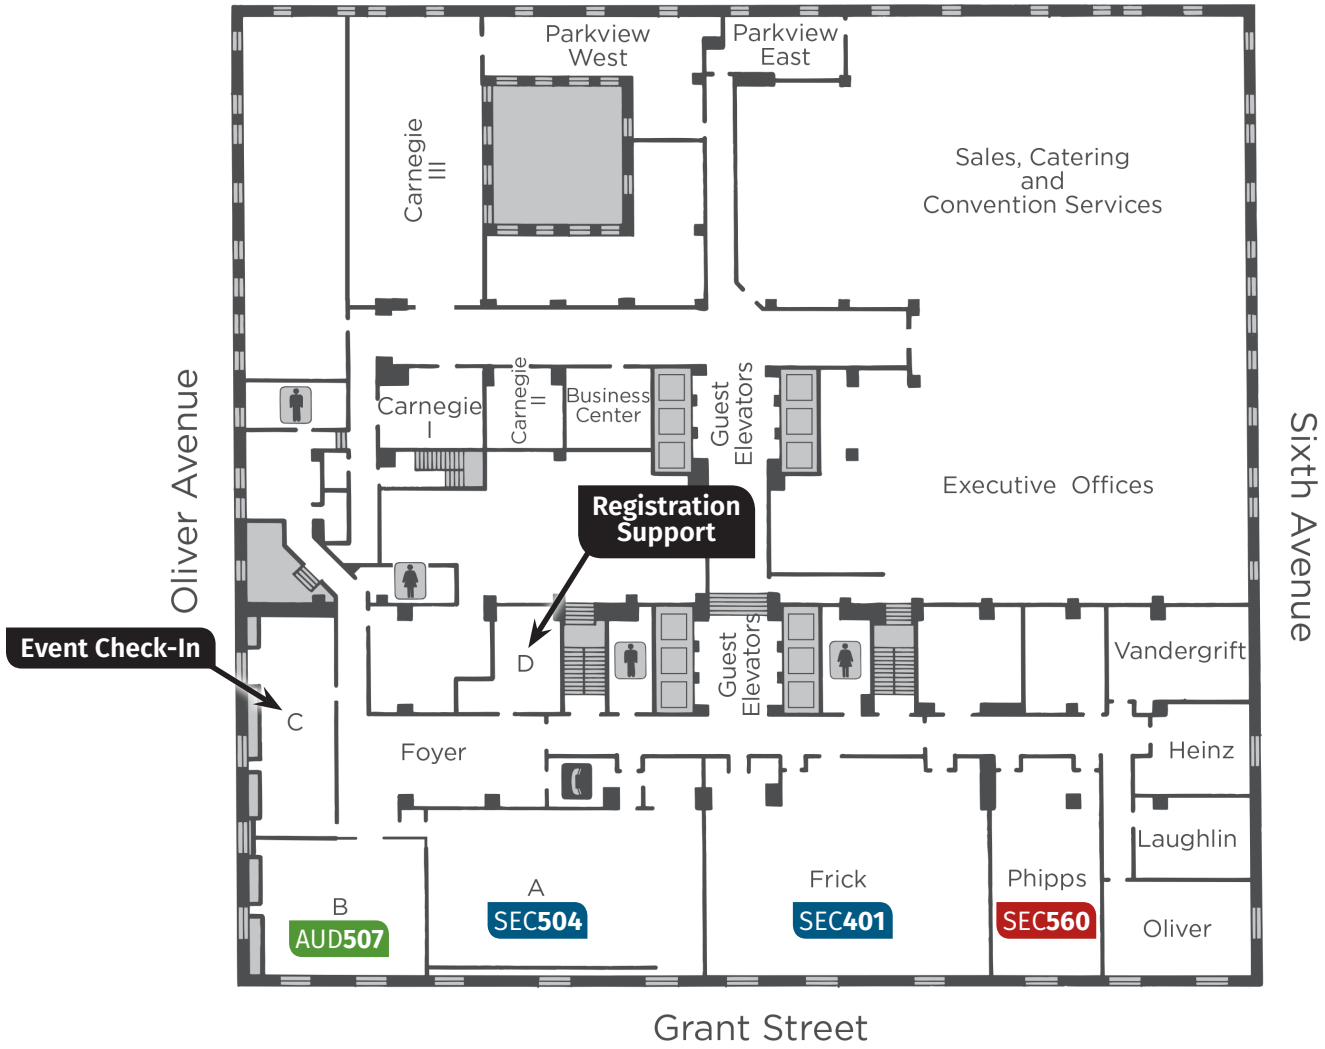 Parkview
West
Parkview
East
Carnegie
III
Sales, Catering
and
Convention Services
Oliver Avenue
Carnegie
I
Carnegie
II
Business
Center
Guest
Elevators
Executive Offices
Sixth Avenue
Registration
Support
Event Check-In
D
Guest
Elevators
Vandergrift
C
Foyer
Heinz
Laughlin
A
SEC504
Frick
SEC401
Phipps
SEC560
B
AUD507
Oliver
Grant Street